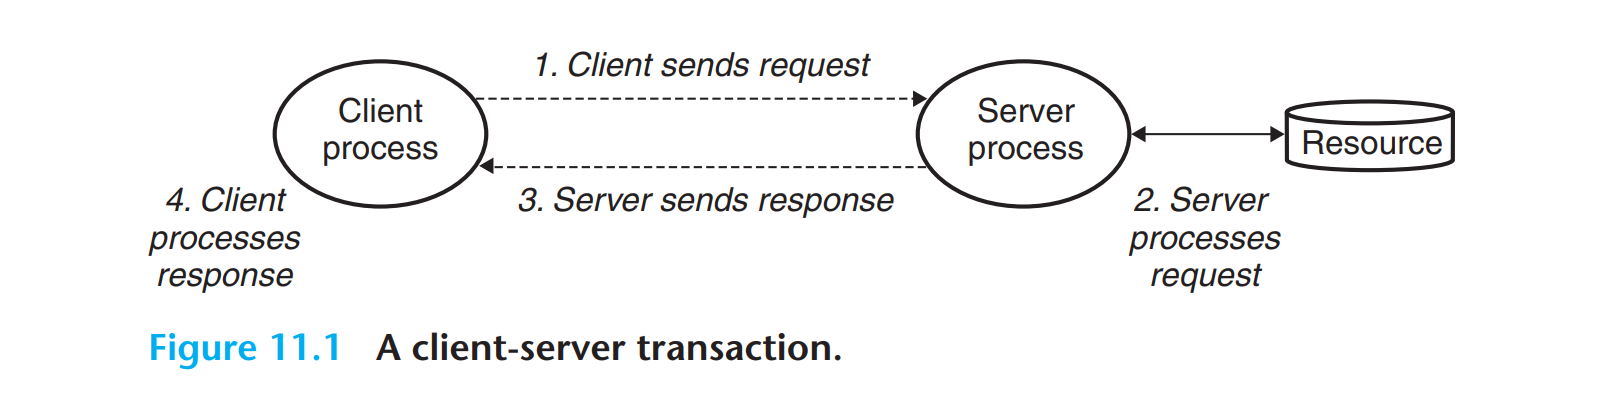 1. Client sends request
Client
process
Server
process
Resource
3. Server sends response
4. Client
processes
response
2. Server
processes
request
Figure 11.1 A client-server transaction.